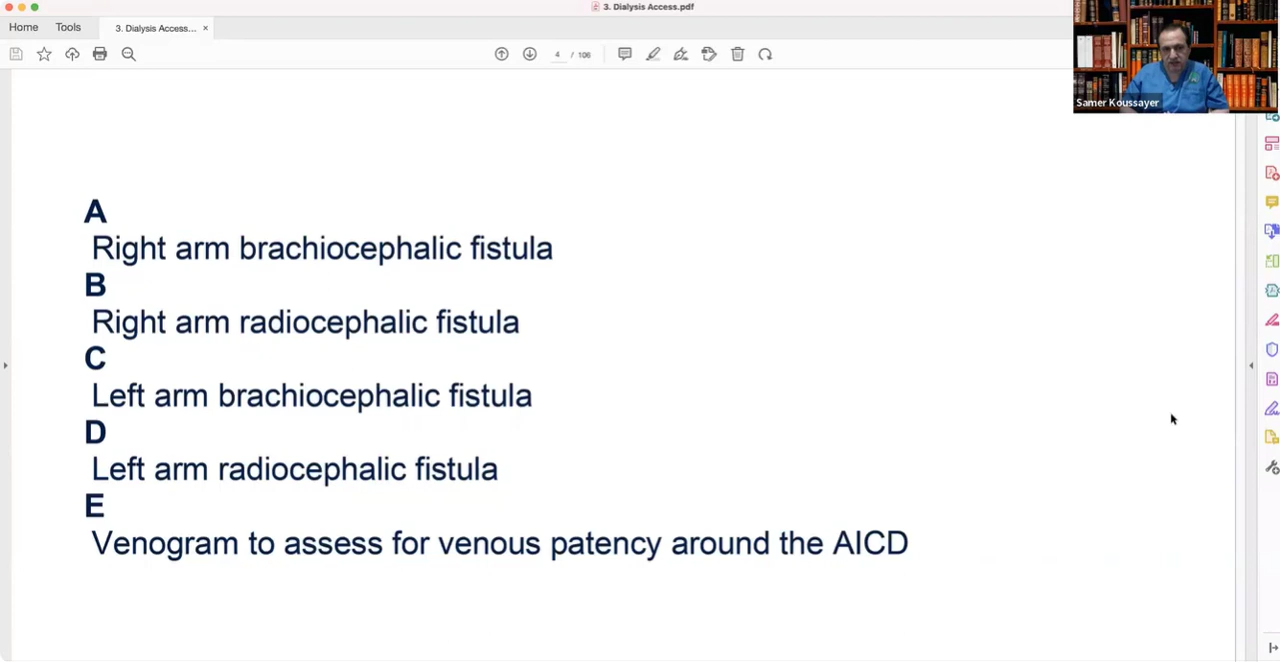 3. Dialysis Access.pdf
Home Tools 3. Dialysis Access... ×
4 / 106
Samer Koussayer
A
Right arm brachiocephalic fistula
B
Right arm radiocephalic fistula
C
Left arm brachiocephalic fistula
D
Left arm radiocephalic fistula
E
Venogram to assess for venous patency around the AICD